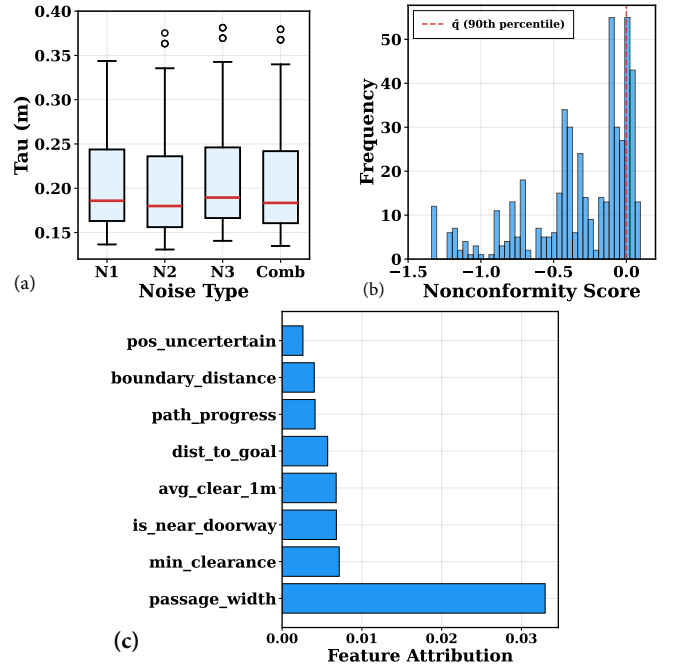 0.40
0.35
0.30
0.25
0.20
0.15
Tau (m)
N1 N2 N3 Comb
Noise Type
(a)
q̂ (90th percentile)
50
40
30
20
10
0
Frequency
−1.5 −1.0 −0.5 0.0
Nonconformity Score
(b)
pos_uncertertain
boundary_distance
path_progress
dist_to_goal
avg_clear_1m
is_near_doorway
min_clearance
passage_width
0.00 0.01 0.02 0.03
Feature Attribution
(c)